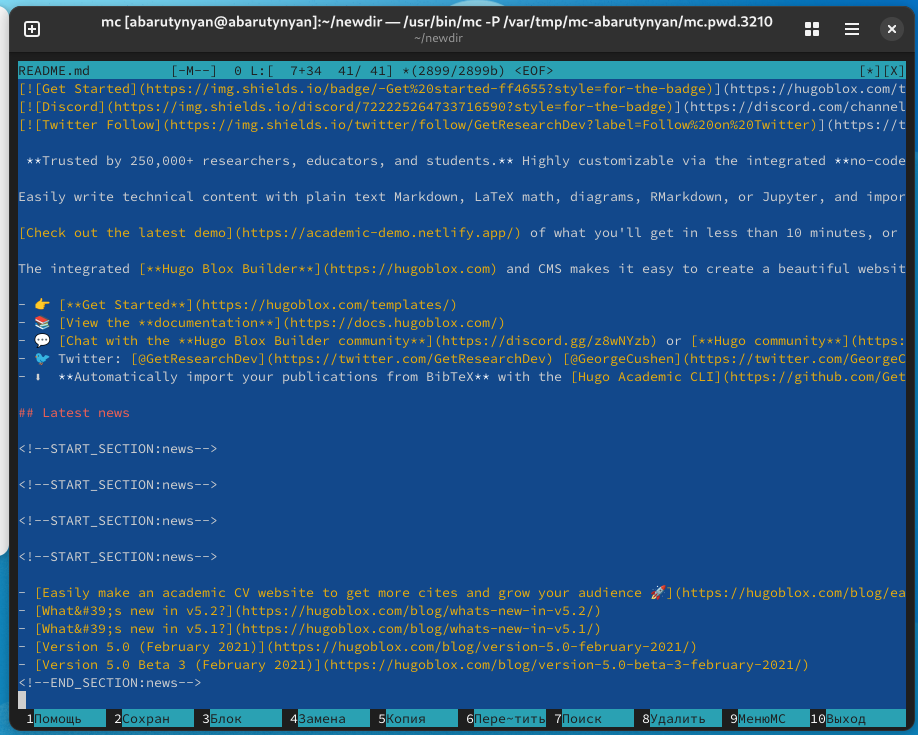 mc [abarutynyan@abarutynyan]:~/newdir — /usr/bin/mc -P /var/tmp/mc-abarutynyan/mc.pwd.3210
~/newdir
README.md [-M--] 0 L:[ 7+34 41/ 41] *(2899/2899b) <EOF> [*][X]
[![Get Started](https://img.shields.io/badge/-Get%20started-ff4655?style=for-the-badge)](https://hugoblox.com/t
[![Discord](https://img.shields.io/discord/722225264733716590?style=for-the-badge)](https://discord.com/channel
[![Twitter Follow](https://img.shields.io/twitter/follow/GetResearchDev?label=Follow%20on%20Twitter)](https://t
**Trusted by 250,000+ researchers, educators, and students.** Highly customizable via the integrated **no-code
Easily write technical content with plain text Markdown, LaTeX math, diagrams, RMarkdown, or Jupyter, and impor
[Check out the latest demo](https://academic-demo.netlify.app/) of what you'll get in less than 10 minutes, or
The integrated [**Hugo Blox Builder**](https://hugoblox.com) and CMS makes it easy to create a beautiful websit
- 👉 [**Get Started**](https://hugoblox.com/templates/)
- 📚 [View the **documentation**](https://docs.hugoblox.com/)
- 💬 [Chat with the **Hugo Blox Builder community**](https://discord.gg/z8wNYzb) or [**Hugo community**](https:
- 🐦 Twitter: [@GetResearchDev](https://twitter.com/GetResearchDev) [@GeorgeCushen](https://twitter.com/GeorgeC
- ⬇ **Automatically import your publications from BibTeX** with the [Hugo Academic CLI](https://github.com/Get
## Latest news
<!--START_SECTION:news-->
<!--START_SECTION:news-->
<!--START_SECTION:news-->
<!--START_SECTION:news-->
- [Easily make an academic CV website to get more cites and grow your audience 🚀](https://hugoblox.com/blog/ea
- [What&#39;s new in v5.2?](https://hugoblox.com/blog/whats-new-in-v5.2/)
- [What&#39;s new in v5.1?](https://hugoblox.com/blog/whats-new-in-v5.1/)
- [Version 5.0 (February 2021)](https://hugoblox.com/blog/version-5.0-february-2021/)
- [Version 5.0 Beta 3 (February 2021)](https://hugoblox.com/blog/version-5.0-beta-3-february-2021/)
<!--END_SECTION:news-->
1Помощь 2Сохран 3Блок 4Замена 5Копия 6Пере~тить 7Поиск 8Удалить 9МенюMC 10Выход